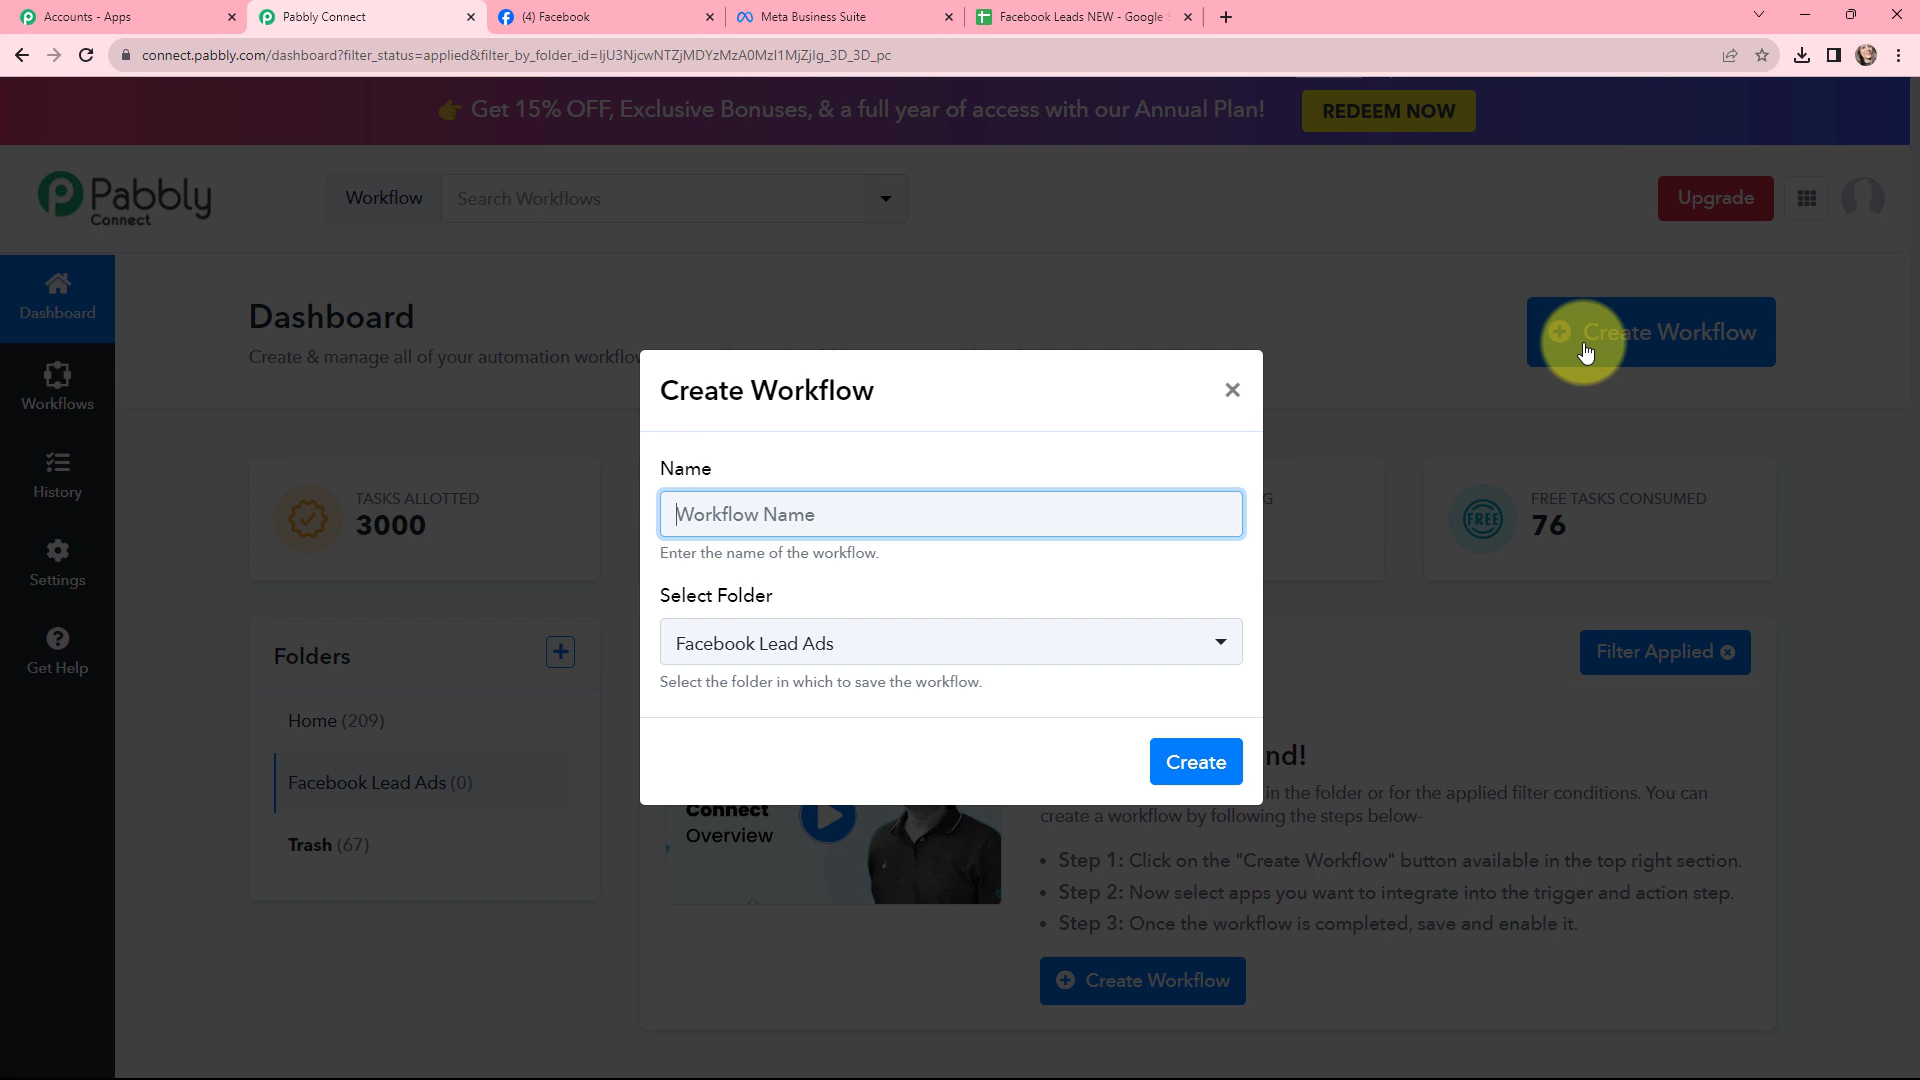 Accounts - Apps
Pabbly Connect
(4) Facebook
Meta Business Suite
Facebook Leads NEW - Google S
connect.pabbly.com/dashboard?filter_status=applied&filter_by_folder_id=IjU3NjcwNTZjMDYzMzA0MzI1MjZjIg_3D_3D_pc
👉 Get 15% OFF, Exclusive Bonuses, & a full year of access with our Annual Plan!
REDEEM NOW
Pabbly
Connect
Workflow
Search Workflows
Upgrade
Dashboard
Workflows
History
Settings
Get Help
Dashboard
Create & manage all of your automation workflow
Create Workflow
Create Workflow
Name
Workflow Name
Enter the name of the workflow.
Select Folder
Facebook Lead Ads
Select the folder in which to save the workflow.
Create
TASKS ALLOTTED
3000
G
FREE TASKS CONSUMED
FREE
76
Folders
Home (209)
Facebook Lead Ads (0)
Trash (67)
Filter Applied
Connect
Overview
nd!
in the folder or for the applied filter conditions. You can
create a workflow by following the steps below-
• Step 1: Click on the "Create Workflow" button available in the top right section.
• Step 2: Now select apps you want to integrate into the trigger and action step.
• Step 3: Once the workflow is completed, save and enable it.
Create Workflow